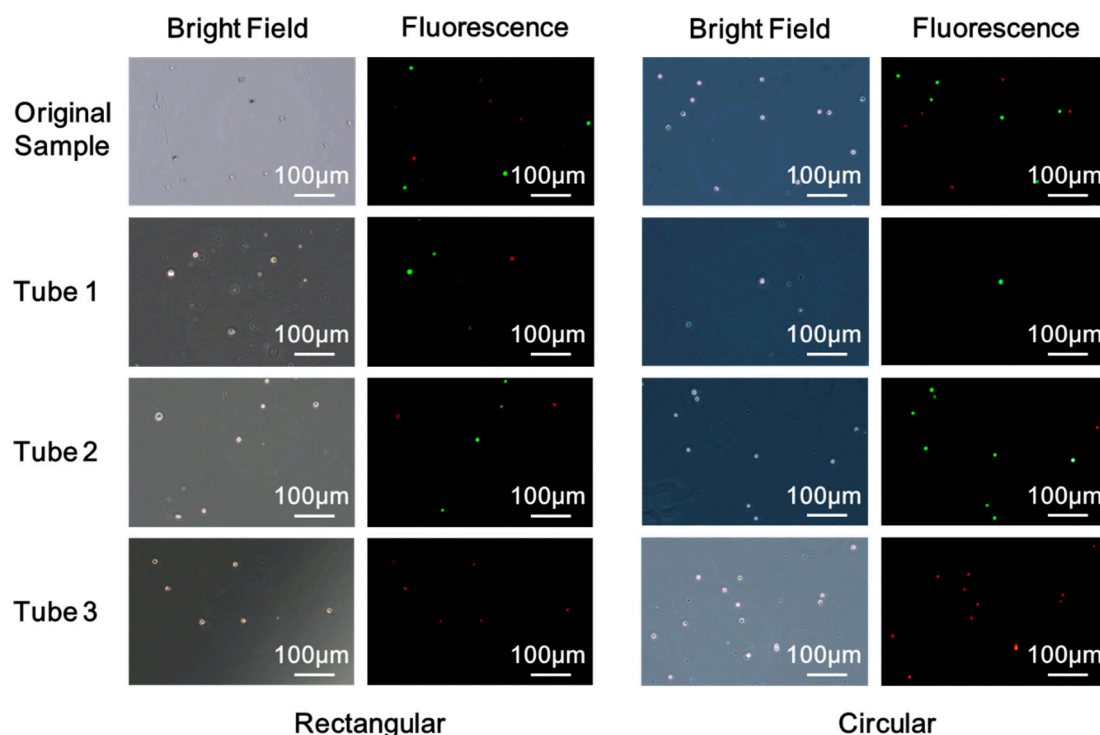 Bright Field Fluorescence Bright Field Fluorescence
Original
Sample
100μm 100μm 100μm 100μm
Tube 1
100μm 100μm 100μm 100μm
Tube 2
100μm 100μm 100μm 100μm
Tube 3
100μm 100μm 100μm 100μm
Rectangular Circular